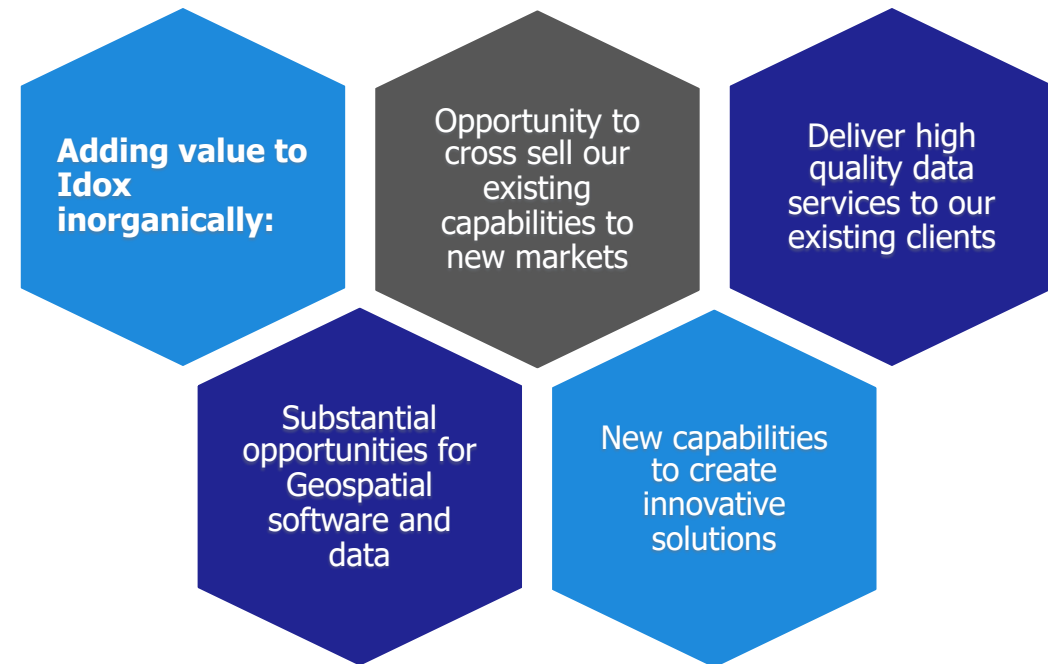 Adding value to
Idox
inorganically:
Opportunity to
cross sell our
existing
capabilities to
new markets
Deliver high
quality data
services to our
existing clients
Substantial
opportunities for
Geospatial
software and
data
New capabilities
to create
innovative
solutions